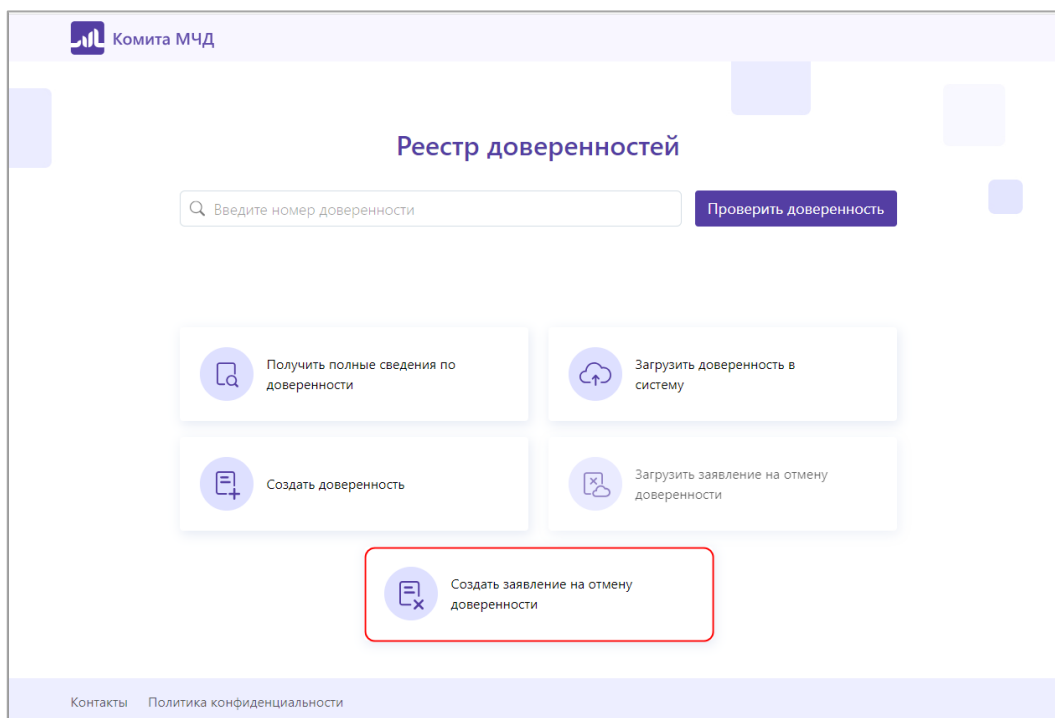 Комита МЧД
Реестр доверенностей
Введите номер доверенности
Проверить доверенность
Получить полные сведения по
доверенности
Загрузить доверенность в
систему
Создать доверенность
Загрузить заявление на отмену
доверенности
Создать заявление на отмену
доверенности
Контакты Политика конфиденциальности